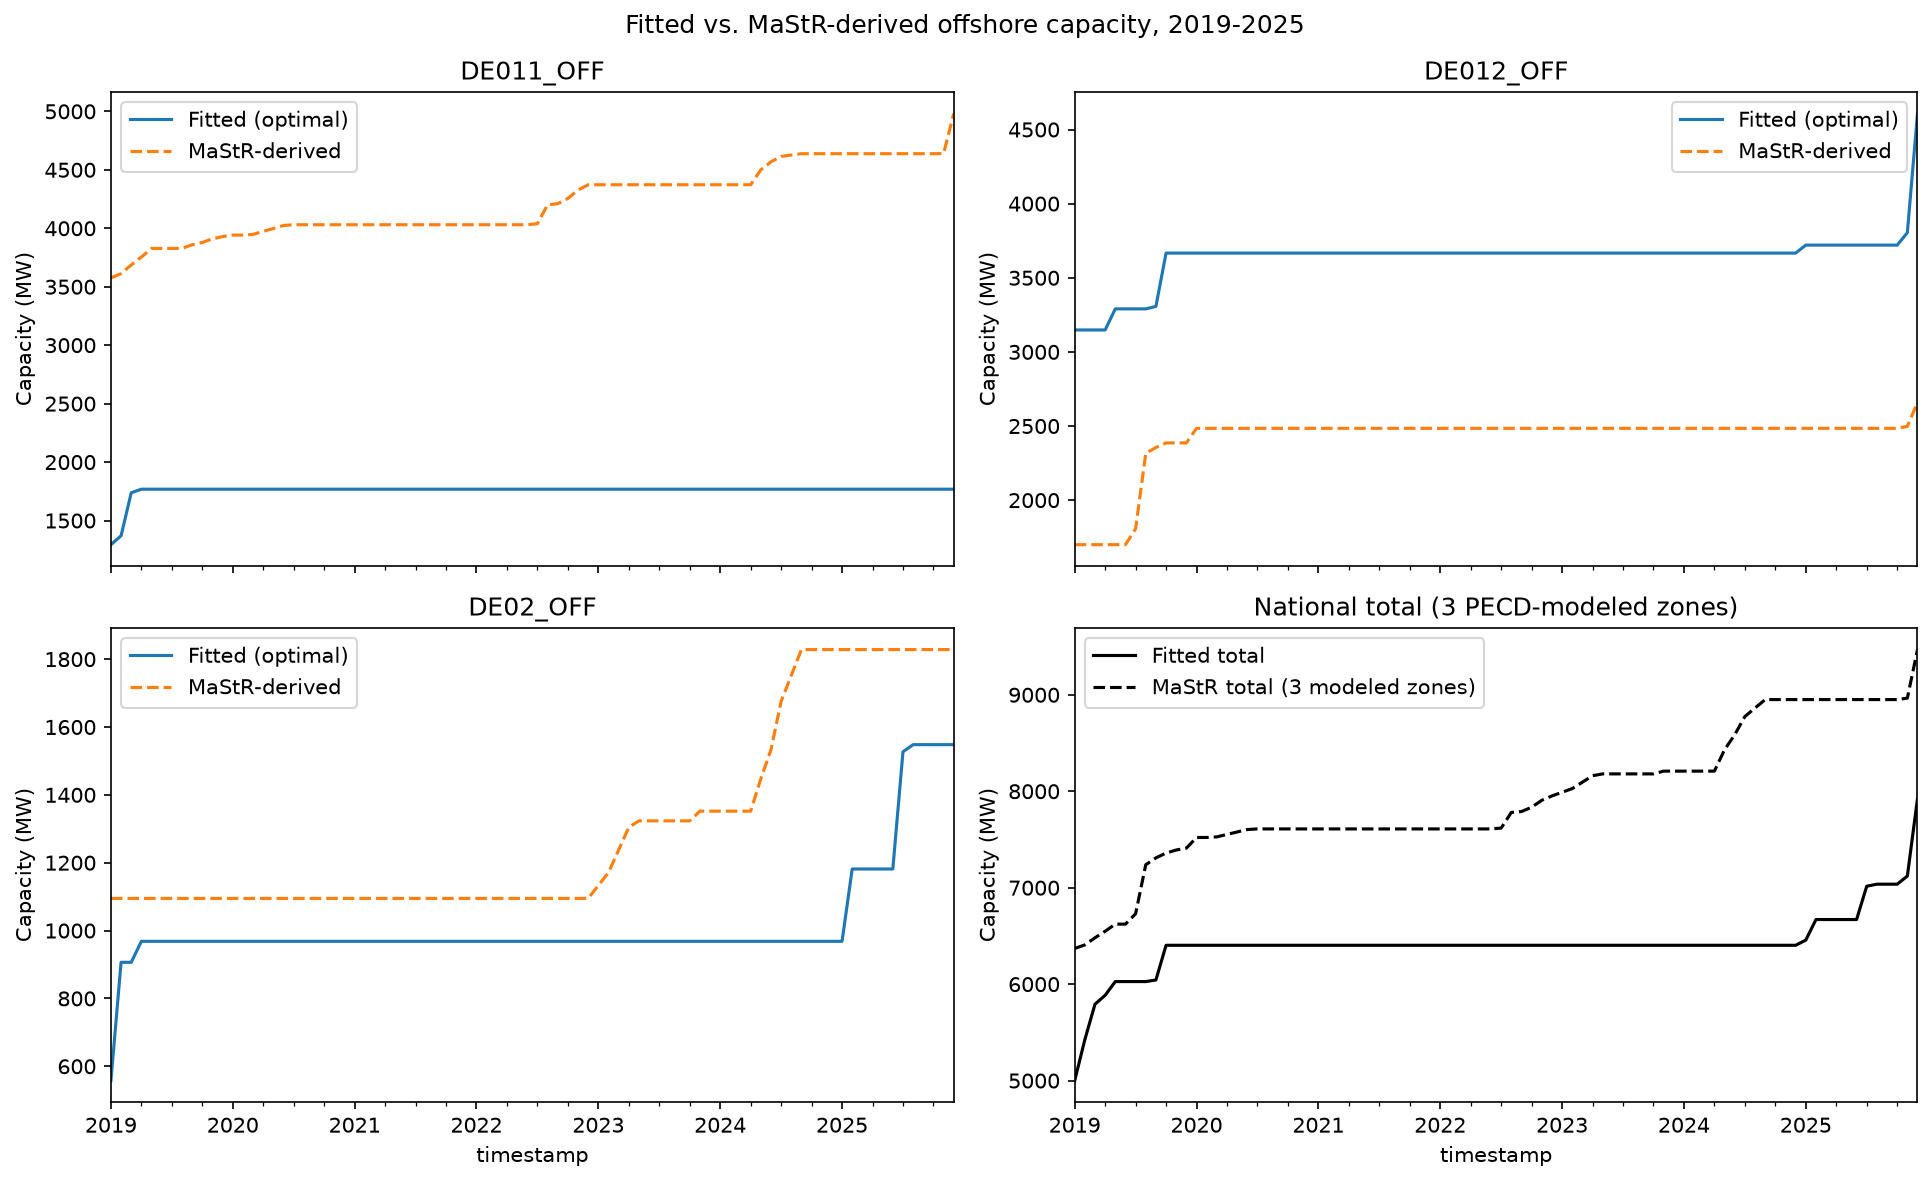 Fitted vs. MaStR-derived offshore capacity, 2019-2025
DE011_OFF
Capacity (MW)
5000
4500
4000
3500
3000
2500
2000
1500
Fitted (optimal)
MaStR-derived
DE012_OFF
Capacity (MW)
4500
4000
3500
3000
2500
2000
Fitted (optimal)
MaStR-derived
DE02_OFF
Capacity (MW)
1800
1600
1400
1200
1000
800
600
Fitted (optimal)
MaStR-derived
2019 2020 2021 2022 2023 2024 2025
timestamp
National total (3 PECD-modeled zones)
Capacity (MW)
9000
8000
7000
6000
5000
Fitted total
MaStR total (3 modeled zones)
2019 2020 2021 2022 2023 2024 2025
timestamp